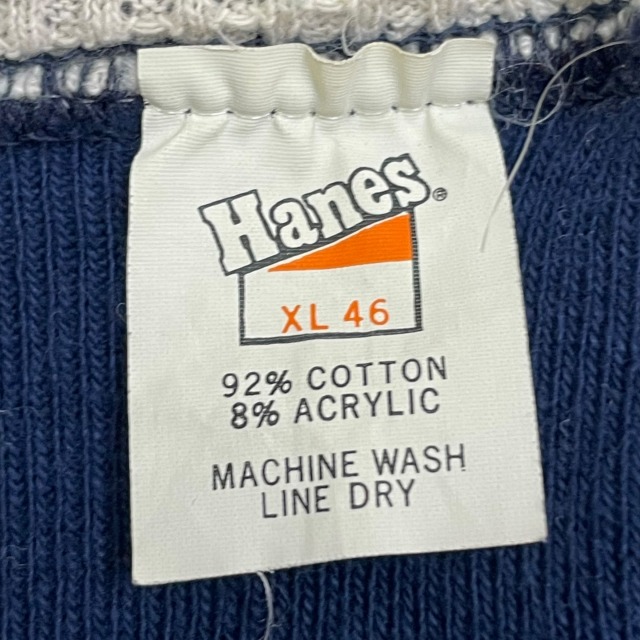 Hanes®
XL 46
92% COTTON
8% ACRYLIC
MACHINE WASH
LINE DRY